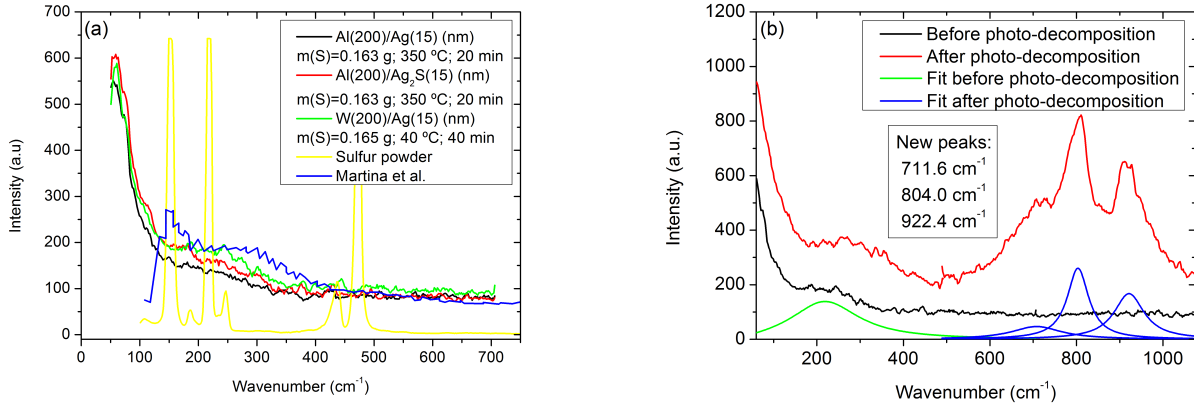 (a)
Al(200)/Ag(15) (nm)
m(S)=0.163 g; 350 ºC; 20 min
Al(200)/Ag₂S(15) (nm)
m(S)=0.163 g; 350 ºC; 20 min
W(200)/Ag(15) (nm)
m(S)=0.165 g; 40 ºC; 40 min
Sulfur powder
Martina et al.
700
600
500
400
300
200
100
0
Intensity (a.u)
0 100 200 300 400 500 600 700
Wavenumber (cm⁻¹)
(b)
Before photo-decomposition
After photo-decomposition
Fit before photo-decomposition
Fit after photo-decomposition
New peaks:
711.6 cm⁻¹
804.0 cm⁻¹
922.4 cm⁻¹
1200
1000
800
600
400
200
0
Intensity (a.u.)
200 400 600 800 1000
Wavenumber (cm⁻¹)